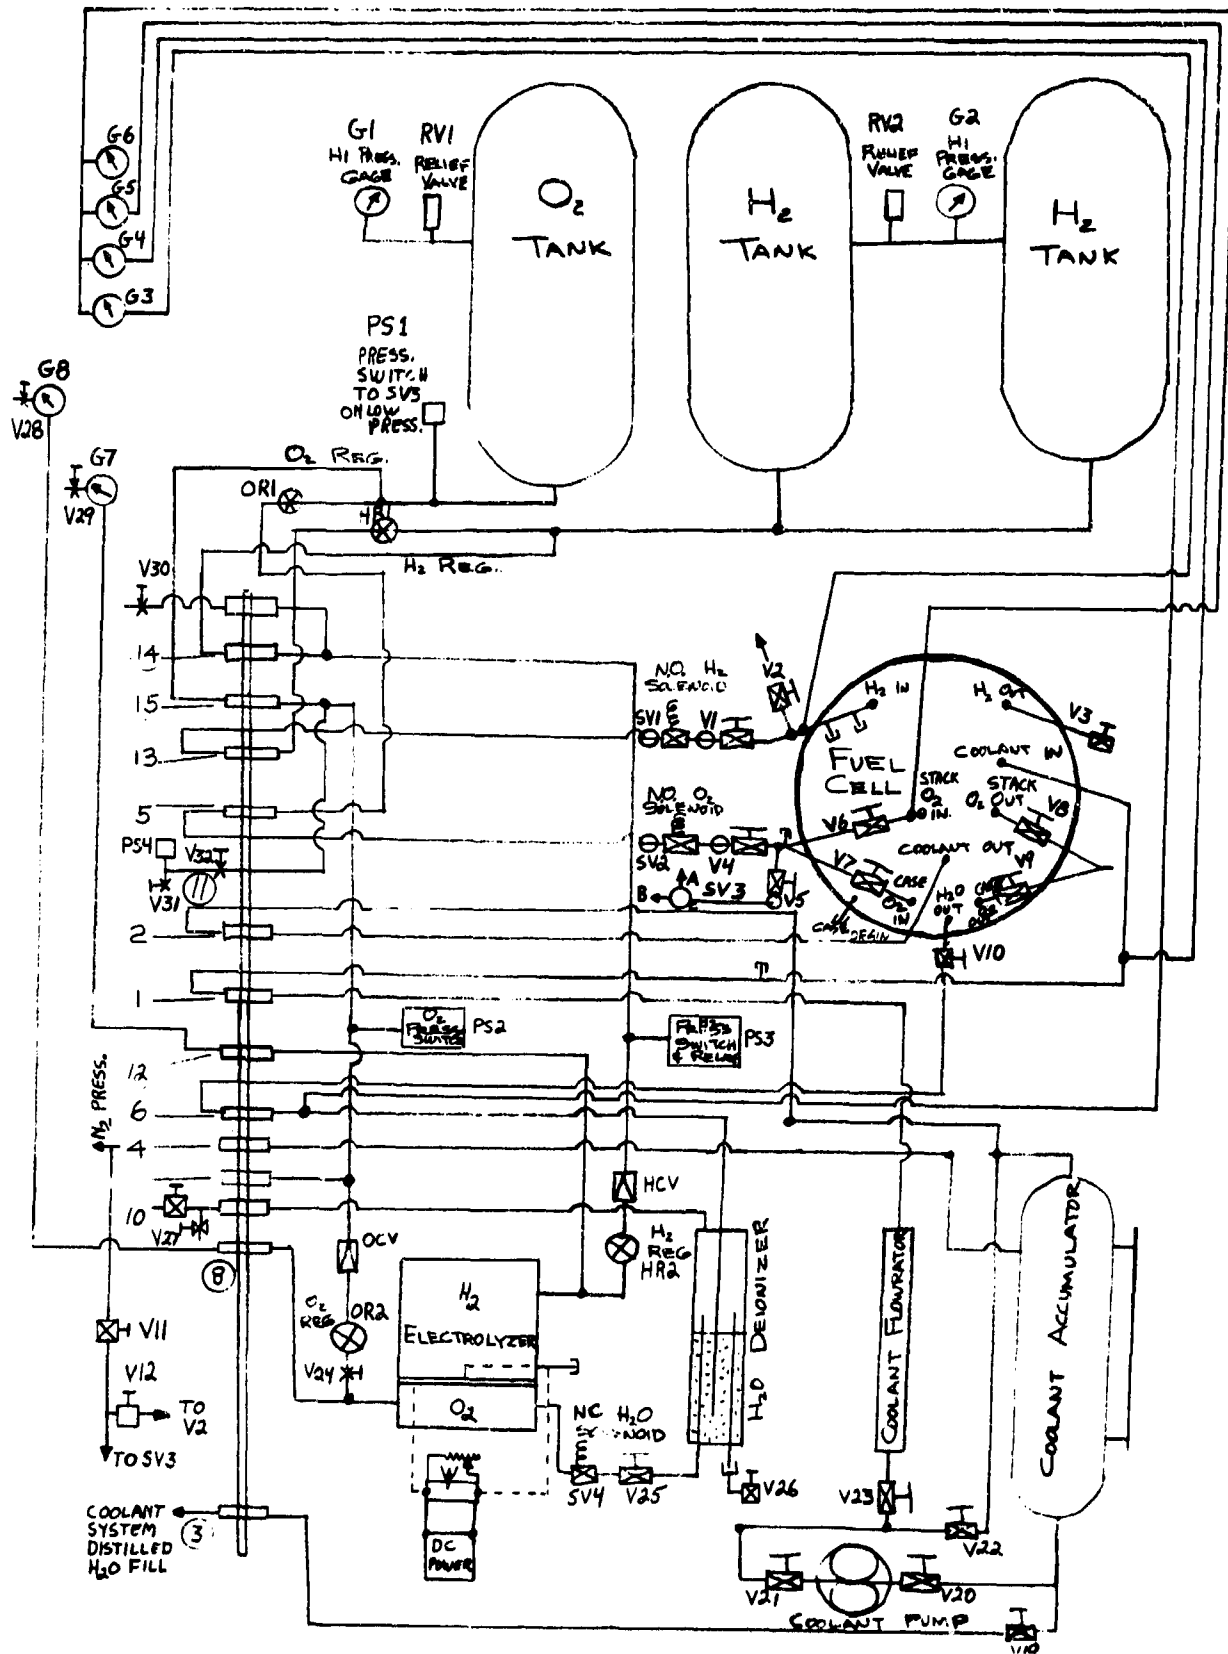 G6
G5
G4
G3
G1
HI PRESS.
GAGE
RV1
RELIEF
VALVE
O2
TANK
H2
TANK
RV2
RELIEF
VALVE
G2
HI
PRESS.
GAGE
H2
TANK
PS1
PRESS.
SWITCH
TO SV3
ON LOW
PRESS.
G8
V28
G7
V29
O2 REG.
OR1
H2 REG.
V30
14
15
13
5
PS4
V32
V31
11
2
1
12
6
4
10
V27
8
N2 PRESS.
V11
V12
TO
V2
TO SV3
COOLANT
SYSTEM
DISTILLED
H2O FILL
3
N.O. H2
SOLENOID
SV1
V1
V2
N.O. O2
SOLENOID
SV2
V4
B
A
SV3
V5
H2 IN
H2 OUT
V3
FUEL
CELL
COOLANT IN
STACK
O2
IN.
STACK
O2 OUT
V8
V6
COOLANT OUT
V7
CASE
O2
IN
H2O
OUT
V9
CASE
V10
O2
PRESS
SWITCH
PS2
SWITCH
& RELAY
PS3
HCV
H2
REG
HR2
OCV
O2
REG
OR2
V24
H2
ELECTROLYZER
O2
DC
POWER
NC H2O
SV4
V25
V26
H2O DEIONIZER
COOLANT FLOWRATOR
COOLANT ACCUMULATOR
V23
V22
V21
V20
COOLANT PUMP